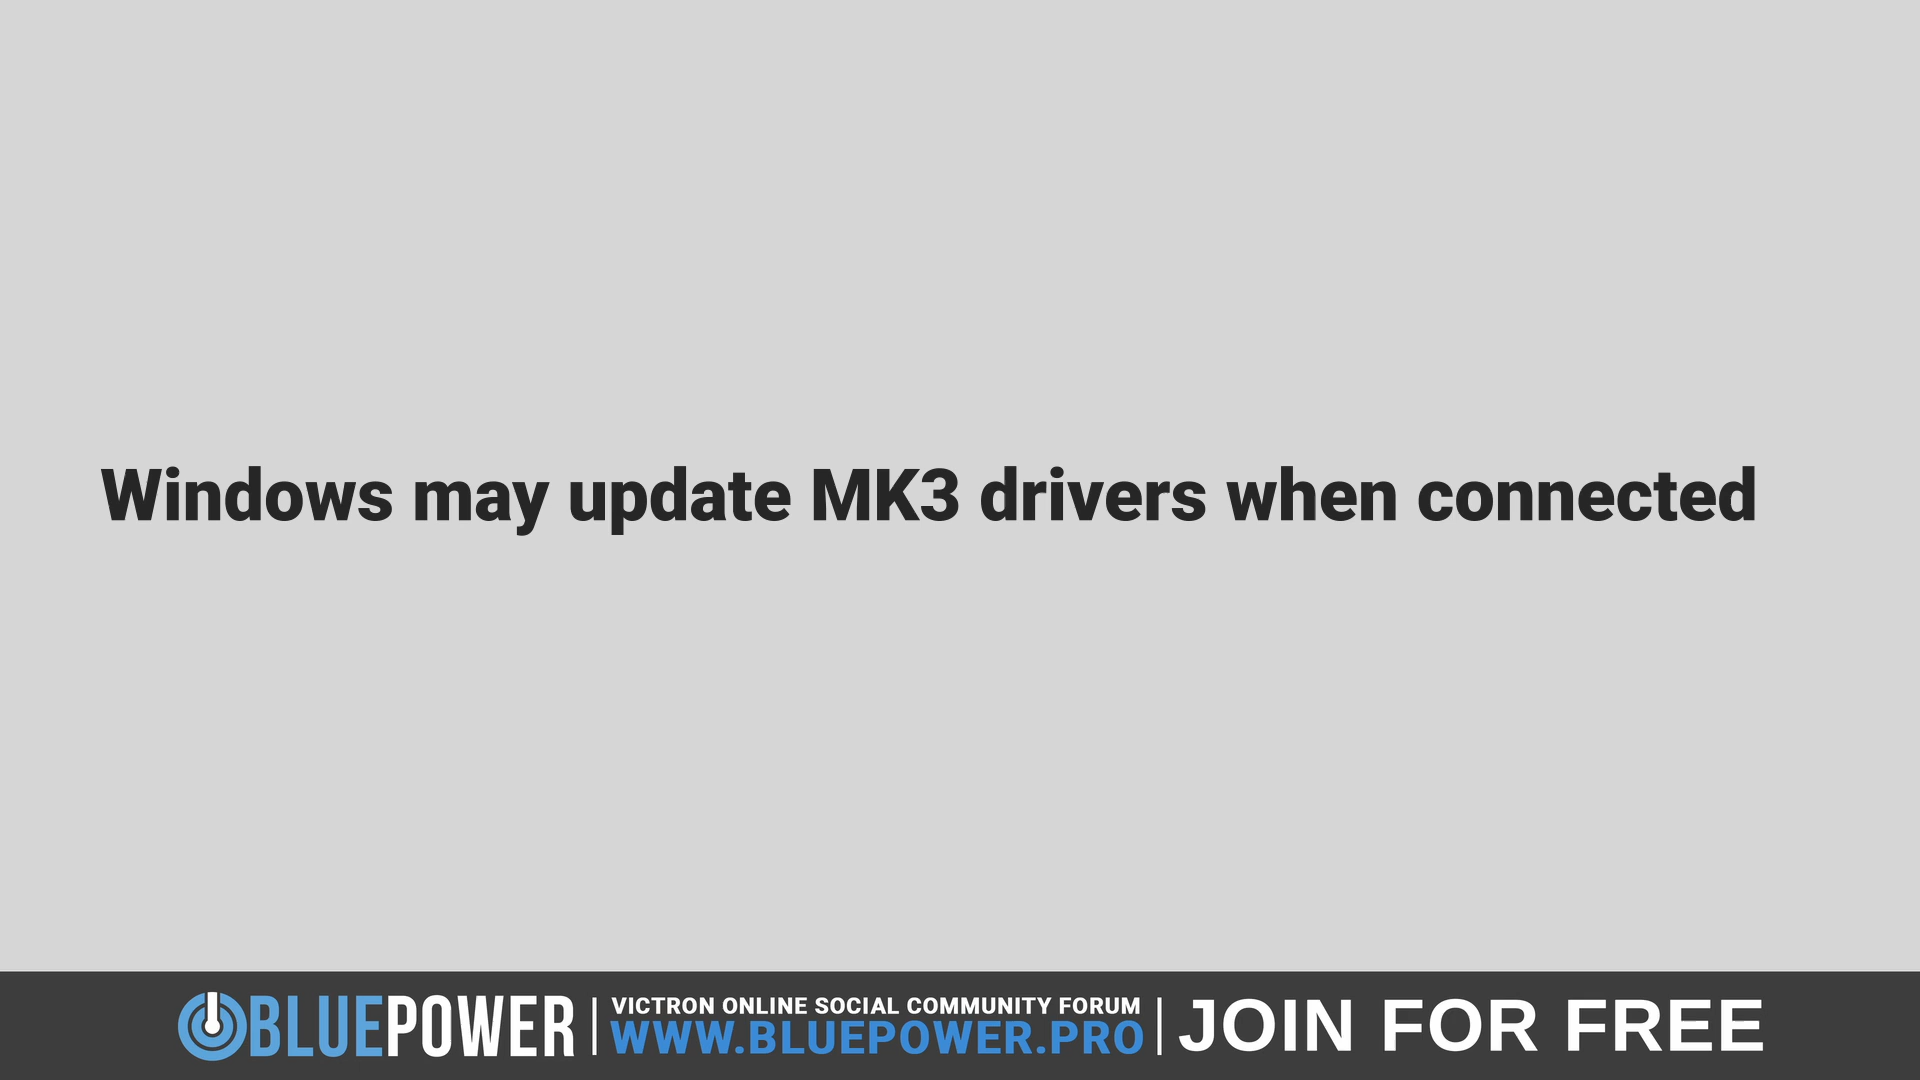 Windows may update MK3 drivers when connected
BLUEPOWER
VICTRON ONLINE SOCIAL COMMUNITY FORUM
WWW.BLUEPOWER.PRO
JOIN FOR FREE